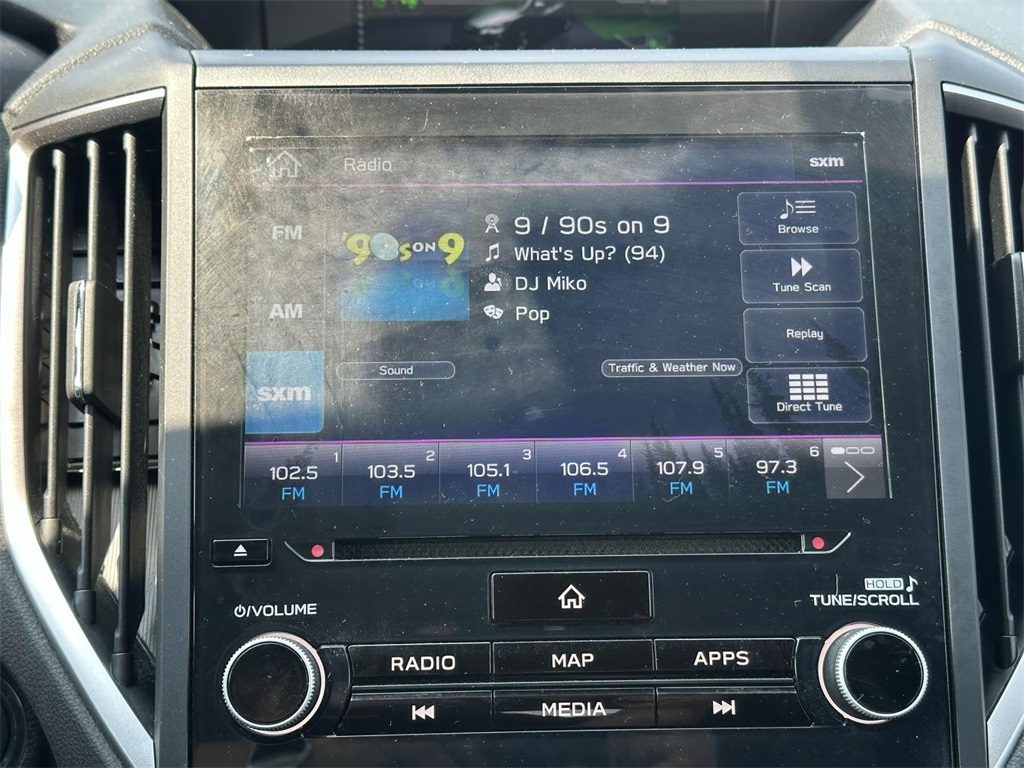 Radio
sxm
FM
AM
sxm
'90s ON 9
9 / 90s on 9
What's Up? (94)
DJ Miko
Pop
Browse
Tune Scan
Replay
Direct Tune
Sound
Traffic & Weather Now
1
102.5
FM
2
103.5
FM
3
105.1
FM
4
106.5
FM
5
107.9
FM
6
97.3
FM
HOLD
TUNE/SCROLL
/VOLUME
RADIO
MAP
APPS
MEDIA